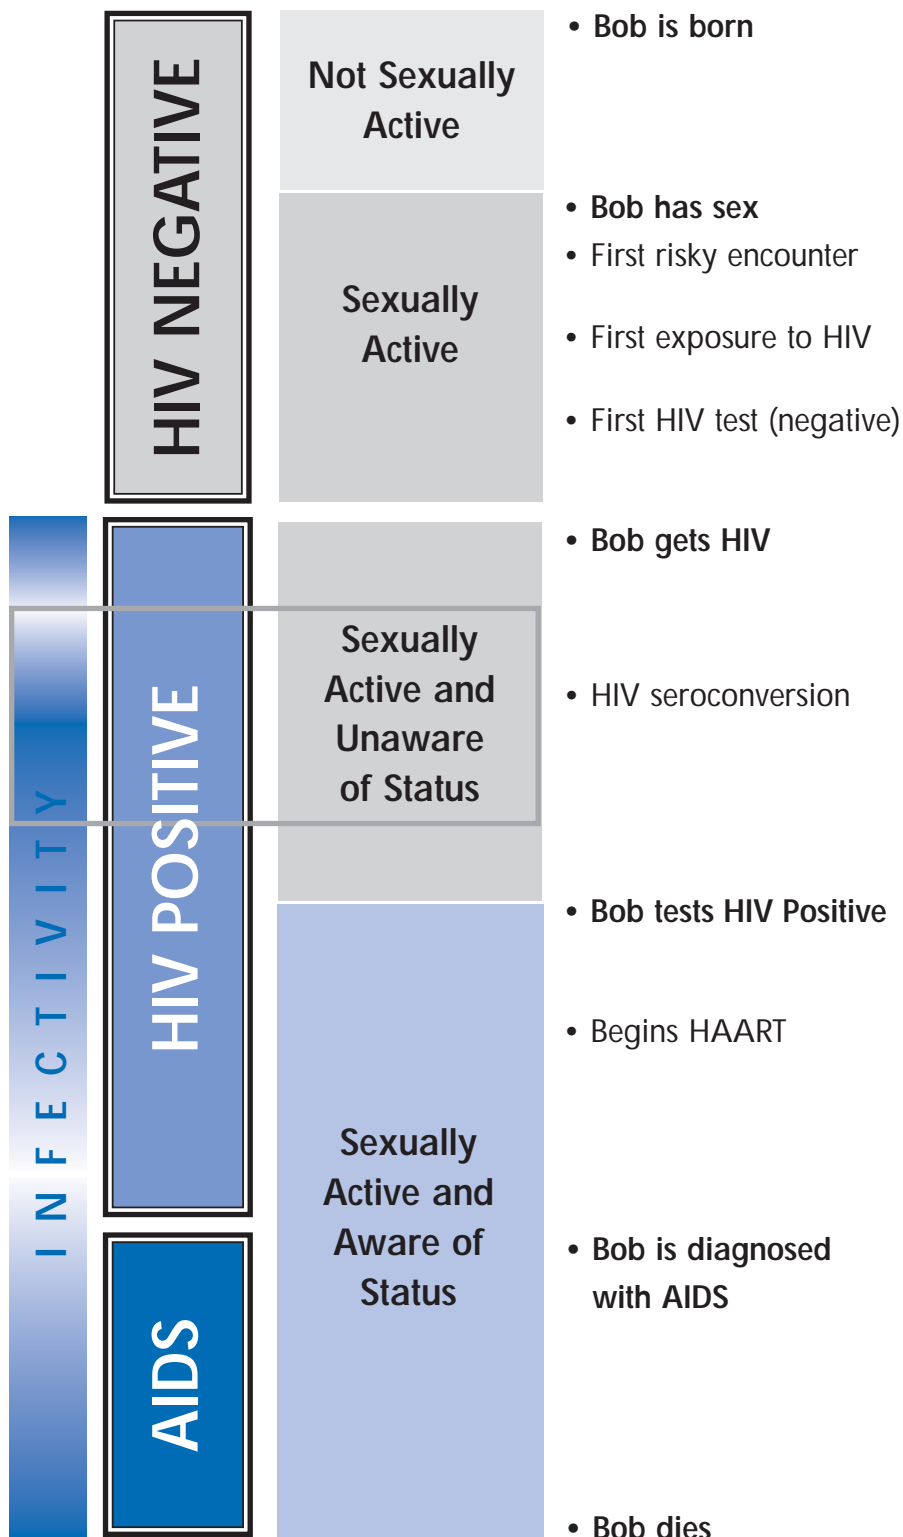 HIV NEGATIVE
Not Sexually
Active
• Bob is born
Sexually
Active
• Bob has sex
• First risky encounter
• First exposure to HIV
• First HIV test (negative)
INFECTIVITY
HIV POSITIVE
Sexually
Active and
Unaware
of Status
• Bob gets HIV
• HIV seroconversion
Sexually
Active and
Aware of
Status
• Bob tests HIV Positive
• Begins HAART
AIDS
• Bob is diagnosed
with AIDS
• Bob dies